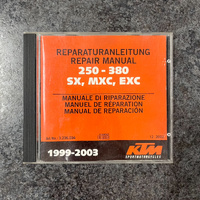 REPARATURANLEITUNG
REPAIR MANUAL
250 - 380
SX, MXC, EXC
MANUALE DI RIPARAZIONE
MANUEL DE REPARATION
MANUAL DE REPARACIÓN
1999-2003
KTM
SPORTMOTORCYCLES